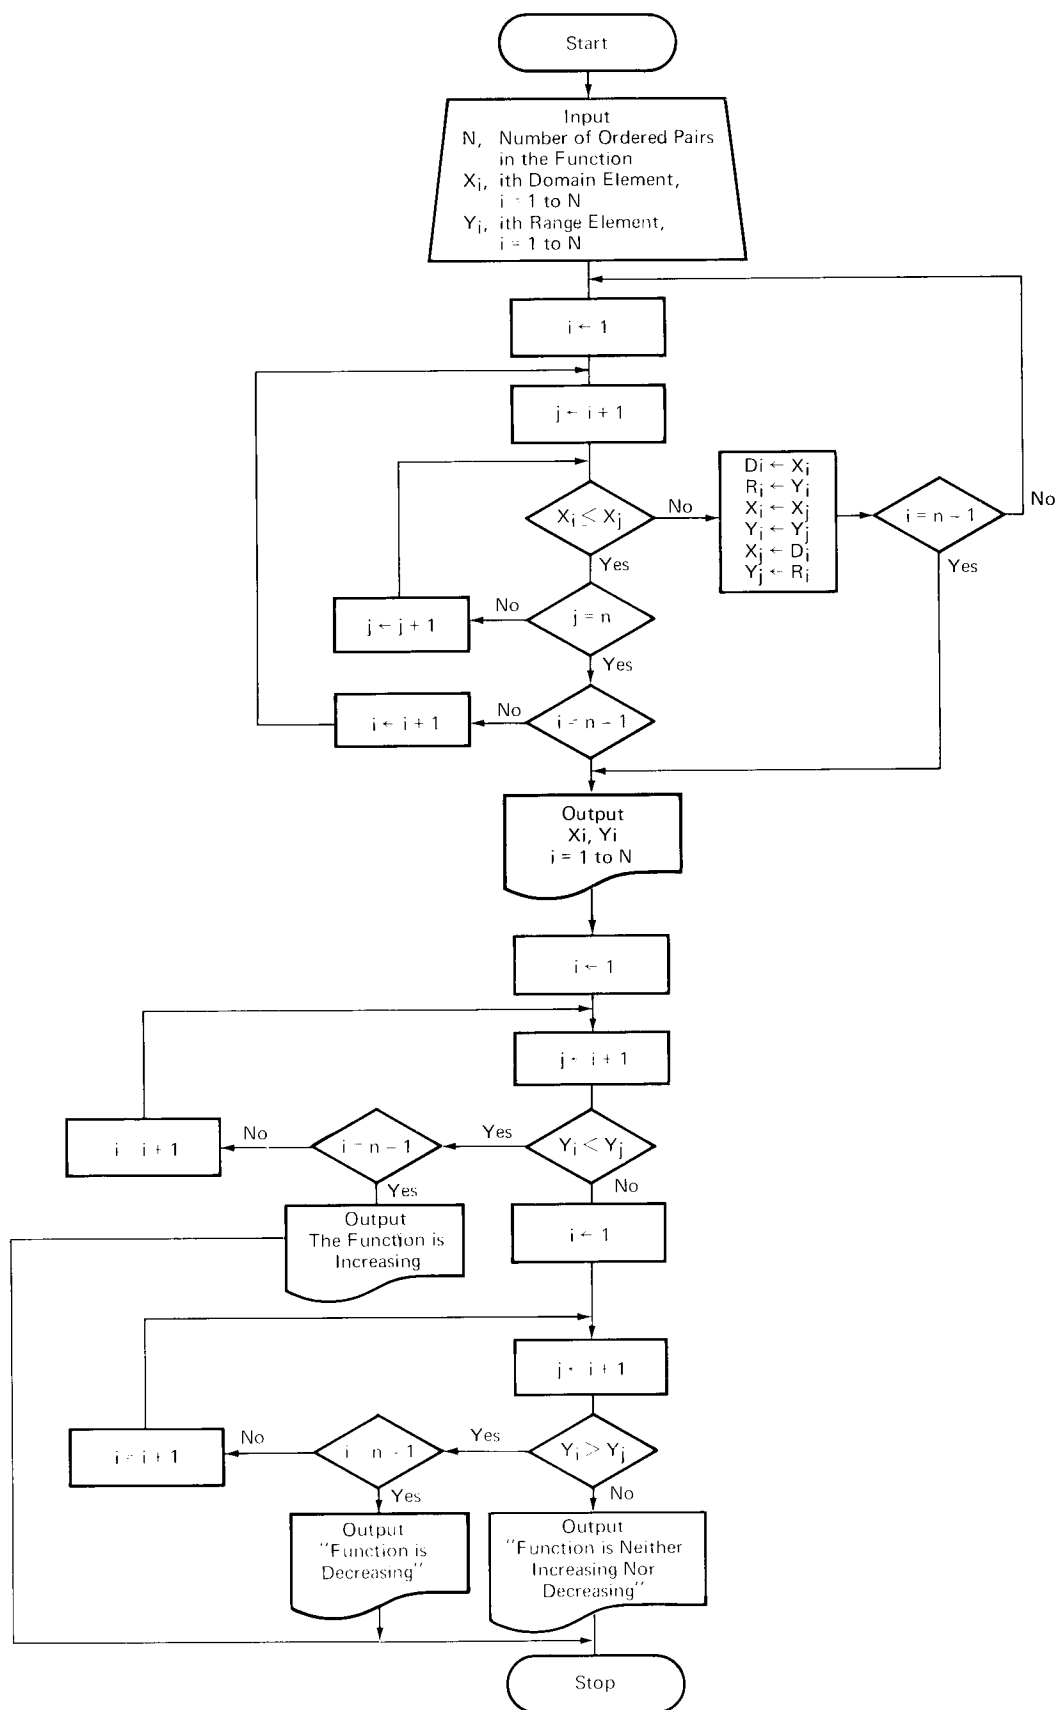 Start
Input
N, Number of Ordered Pairs
in the Function
Xi, ith Domain Element,
i = 1 to N
Yi, ith Range Element,
i = 1 to N
i ← 1
j ← i + 1
Xi ≤ Xj
No
Di ← Xi
Ri ← Yi
Xi ← Xj
Yi ← Yj
Xj ← Di
Yj ← Ri
i = n - 1
No
Yes
Yes
j = n
No
j ← j + 1
Yes
i = n - 1
No
i ← i + 1
Output
Xi, Yi
i = 1 to N
i ← 1
j ← i + 1
Yi < Yj
Yes
i = n - 1
No
i i + 1
Yes
No
Output
The Function is
Increasing
i ← 1
j ← i + 1
Yi > Yj
Yes
i n - 1
No
i ← i + 1
Yes
No
Output
"Function is
Decreasing"
Output
"Function is Neither
Increasing Nor
Decreasing"
Stop